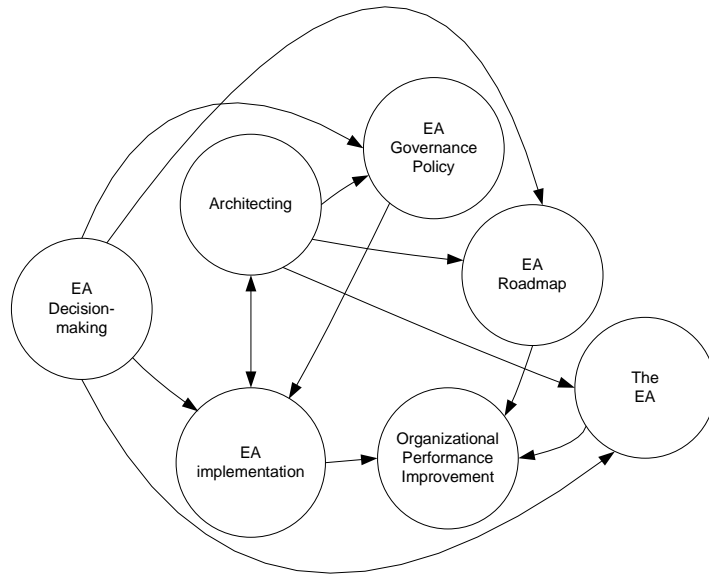 EA
Governance
Policy
Architecting
EA
Roadmap
EA
Decision-
making
The
EA
EA
implementation
Organizational
Performance
Improvement